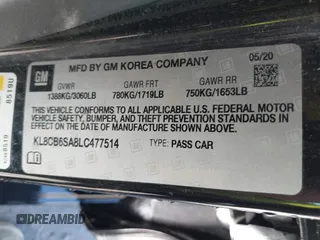 MFD BY GM KOREA COMPANY
05/20
GM
GVWR GAWR FRT GAWR RR
1388KG/3060LB 780KG/1719LB 750KG/1653LB
THIS VEHICLE CONFORMS TO ALL APPLICABLE U.S. FEDERAL MOTOR
VEHICLE SAFETY, BUMPER, AND THEFT PREVENTION STANDARDS IN
EFFECT ON THE DATE OF MANUFACTURE SHOWN ABOVE.
KL8CB6SA8LC477514 TYPE: PASS CAR
8519U
DREAMBID